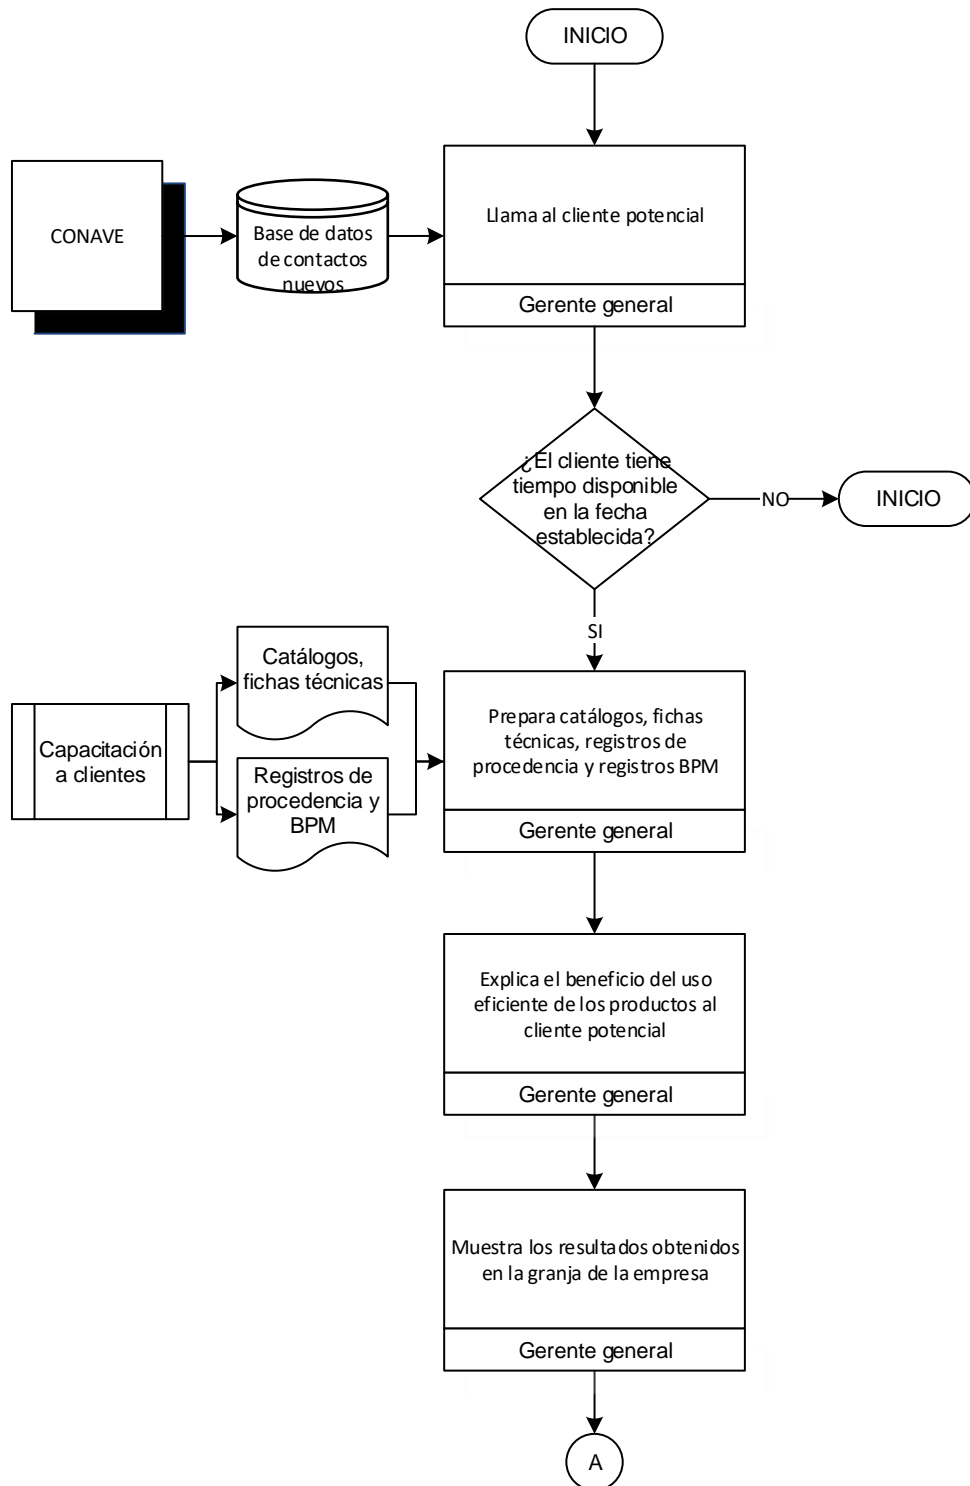 INICIO
CONAVE
Base de datos
de contactos
nuevos
Llama al cliente potencial
Gerente general
¿El cliente tiene
tiempo disponible
en la fecha
establecida?
NO
INICIO
SI
Capacitación
a clientes
Catálogos,
fichas técnicas
Registros de
procedencia y
BPM
Prepara catálogos, fichas
técnicas, registros de
procedencia y registros BPM
Gerente general
Explica el beneficio del uso
eficiente de los productos al
cliente potencial
Gerente general
Muestra los resultados obtenidos
en la granja de la empresa
Gerente general
A